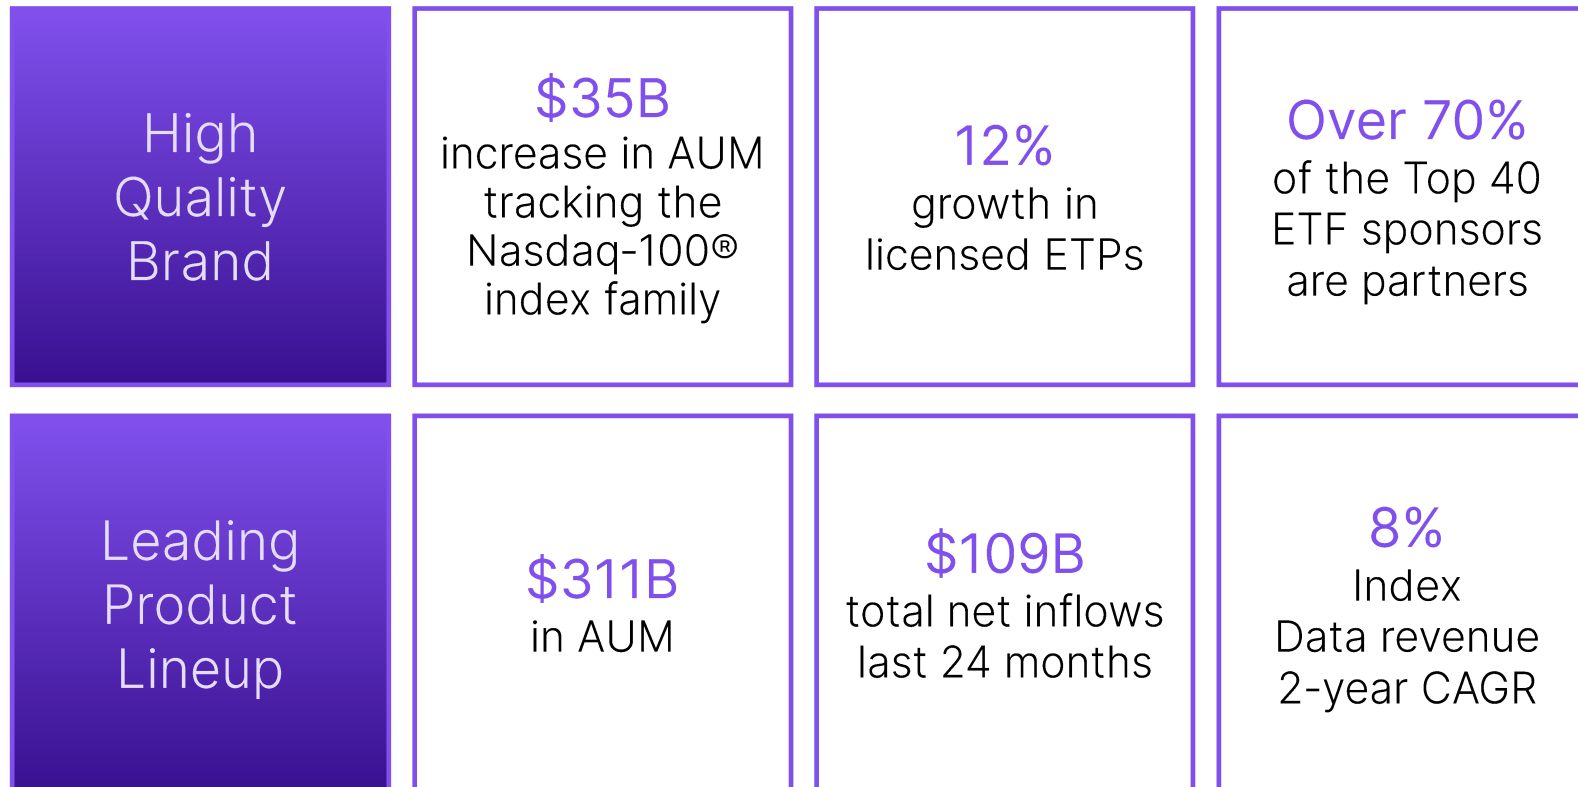 High
Quality
Brand
$35B
increase in AUM
tracking the
Nasdaq-100®
index family
12%
growth in
licensed ETPs
Over 70%
of the Top 40
ETF sponsors
are partners
Leading
Product
Lineup
$311B
in AUM
$109B
total net inflows
last 24 months
8%
Index
Data revenue
2-year CAGR